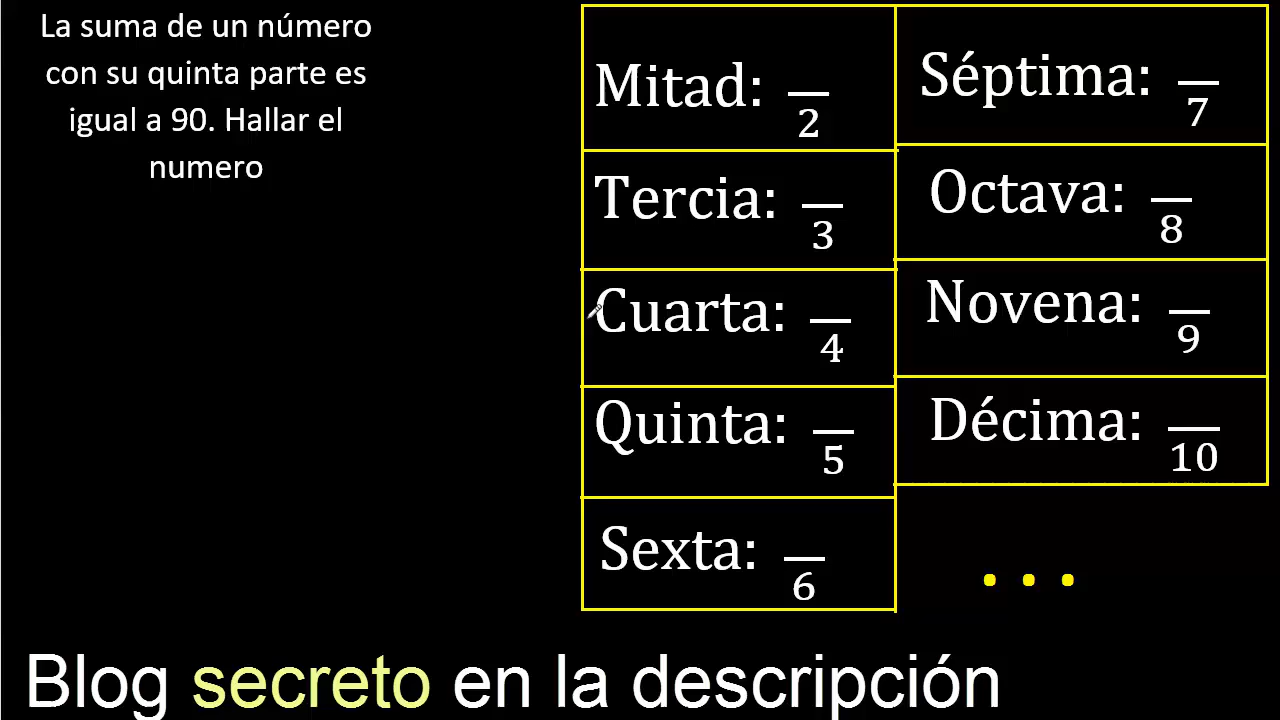 La suma de un número
con su quinta parte es
igual a 90. Hallar el
numero
Mitad: — 2
Tercia: — 3
Cuarta: — 4
Quinta: — 5
Sexta: — 6
Séptima: — 7
Octava: — 8
Novena: — 9
Décima: — 10
...
Blog secreto en la descripción